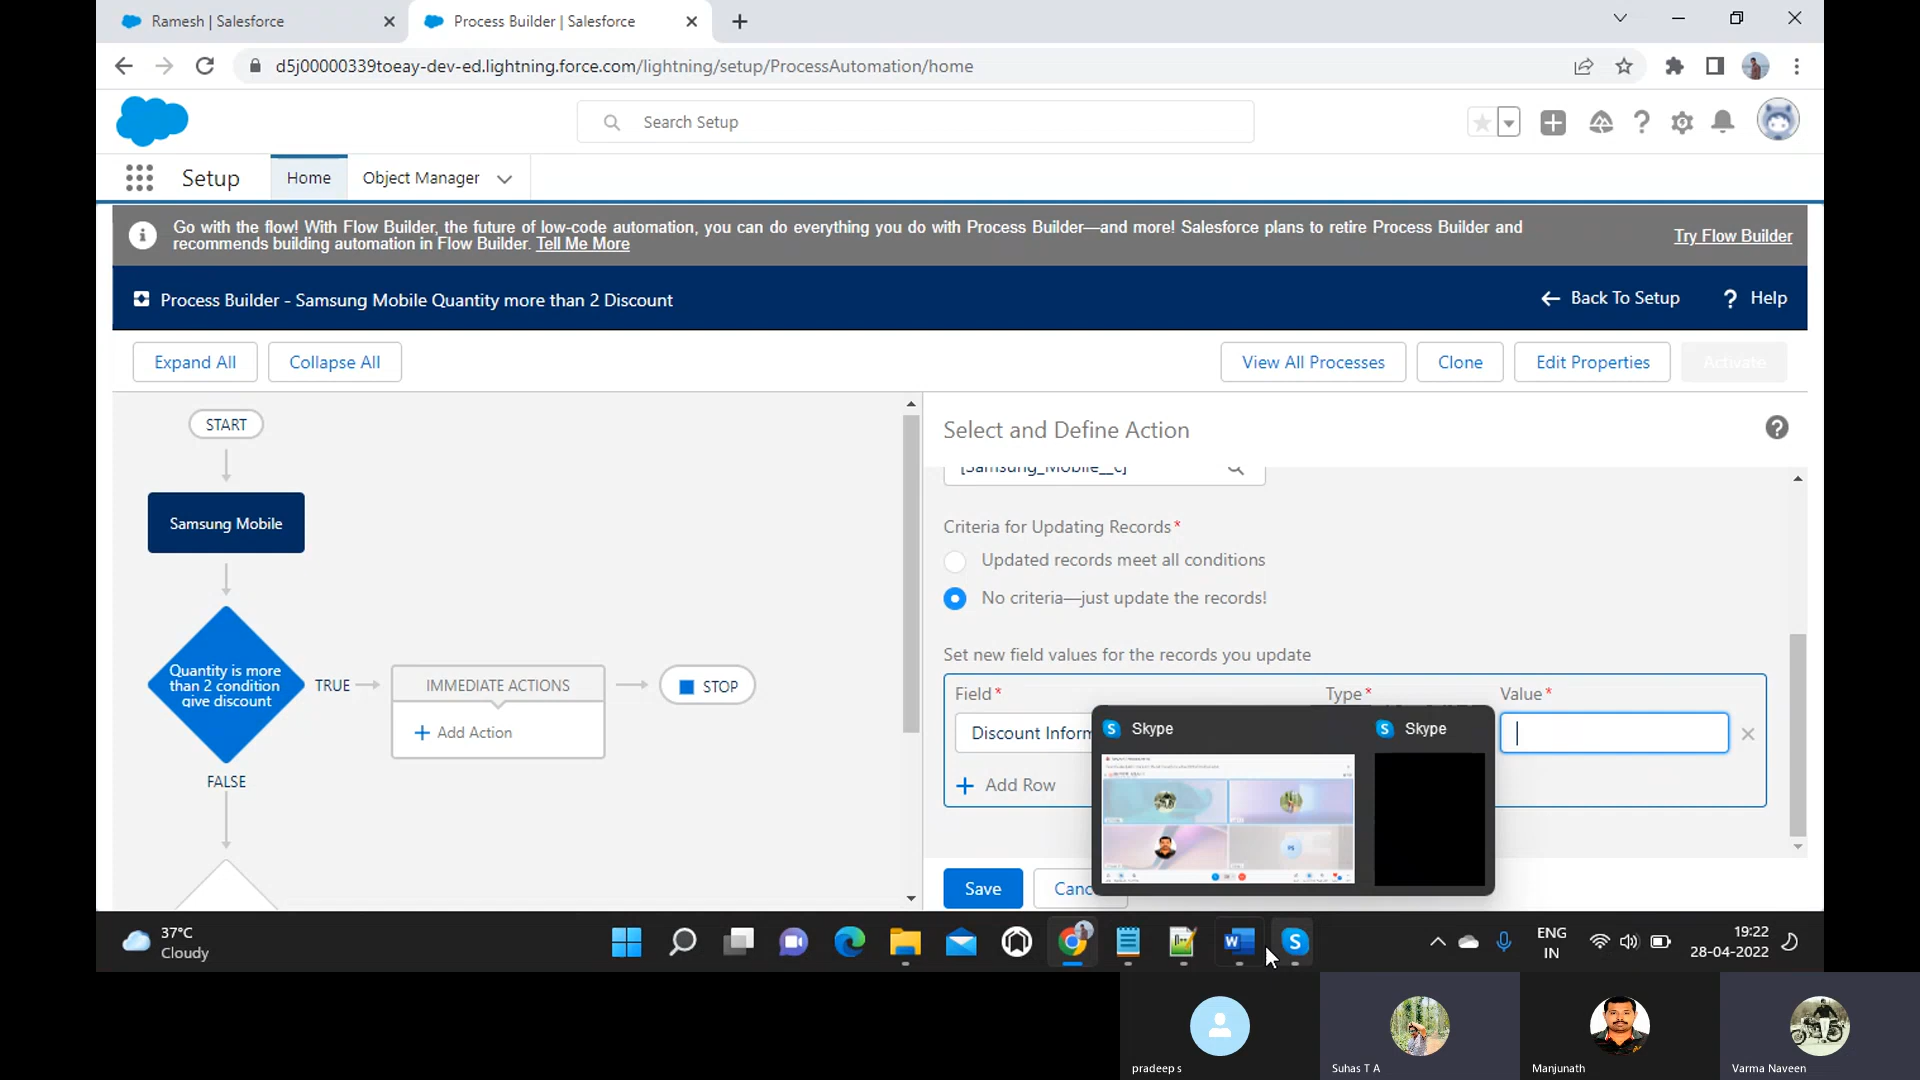 Ramesh | Salesforce
Process Builder | Salesforce
d5j00000339toeay-dev-ed.lightning.force.com/lightning/setup/ProcessAutomation/home
Search Setup
Setup
Home
Object Manager
Go with the flow! With Flow Builder, the future of low-code automation, you can do everything you do with Process Builder—and more! Salesforce plans to retire Process Builder and
recommends building automation in Flow Builder. Tell Me More
Try Flow Builder
Process Builder - Samsung Mobile Quantity more than 2 Discount
Back To Setup
? Help
Expand All
Collapse All
View All Processes
Clone
Edit Properties
Activate
START
Samsung Mobile
Quantity is more
than 2 condition
give discount
TRUE
IMMEDIATE ACTIONS
+ Add Action
STOP
FALSE
Select and Define Action
[Samsung_Mobile__c]
Criteria for Updating Records*
Updated records meet all conditions
No criteria—just update the records!
Set new field values for the records you update
Field*
Type*
Value*
Discount Inform
+ Add Row
Skype
Skype
Save
Canc
37°C
Cloudy
ENG
IN
19:22
28-04-2022
pradeep s
Suhas T A
Manjunath
Varma Naveen